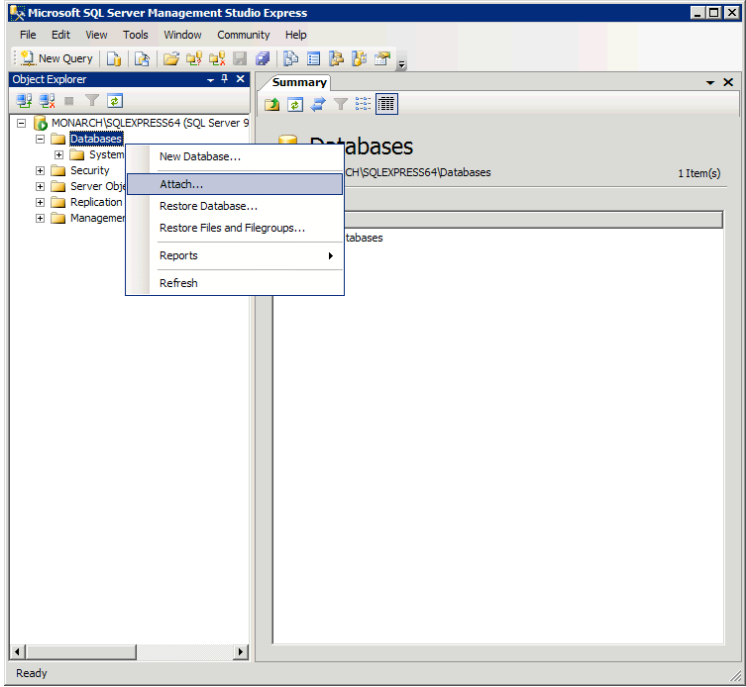 Microsoft SQL Server Management Studio Express
File Edit View Tools Window Community Help
New Query
Object Explorer
MONARCH\SQLEXPRESS64 (SQL Server 9
Databases
System
Security
Server Obje
Replication
Managemer
New Database...
Attach...
Restore Database...
Restore Files and Filegroups...
Reports
Refresh
Summary
Databases
CH\SQLEXPRESS64\Databases 1 Item(s)
tabases
Ready